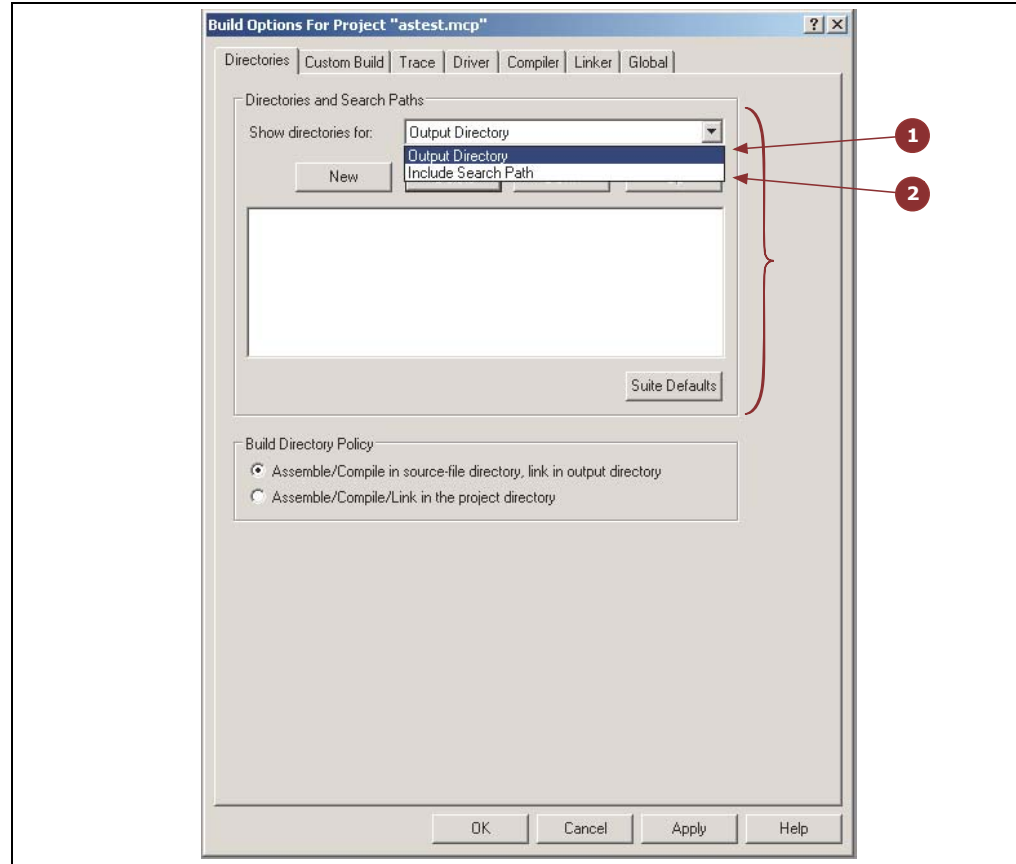 Build Options For Project "astest.mcp"
Directories Custom Build Trace Driver Compiler Linker Global
Directories and Search Paths
Show directories for: Output Directory
1
Output Directory
Include Search Path
2
New
Suite Defaults
Build Directory Policy
Assemble/Compile in source-file directory, link in output directory
Assemble/Compile/Link in the project directory
OK Cancel Apply Help